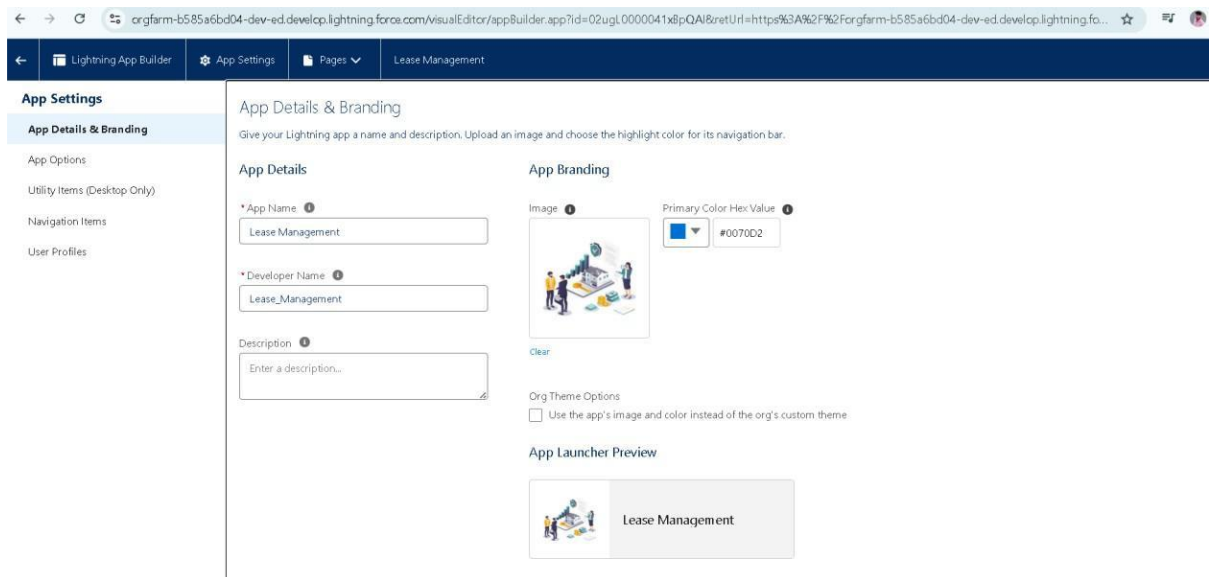 orgfarm-b585a6bd04-dev-ed.develop.lightning.force.com/visualEditor/appBuilder.app?id=02ugL0000041xBpQAI&retUrl=https%3A%2F%2Forgfarm-b585a6bd04-dev-ed.develop.lightning.fo...
Lightning App Builder App Settings Pages Lease Management
App Settings
App Details & Branding
App Options
Utility Items (Desktop Only)
Navigation Items
User Profiles
App Details & Branding
Give your Lightning app a name and description. Upload an image and choose the highlight color for its navigation bar.
App Details
* App Name
Lease Management
* Developer Name
Lease_Management
Description
Enter a description...
App Branding
Image Primary Color Hex Value
#0070D2
Clear
Org Theme Options
Use the app's image and color instead of the org's custom theme
App Launcher Preview
Lease Management